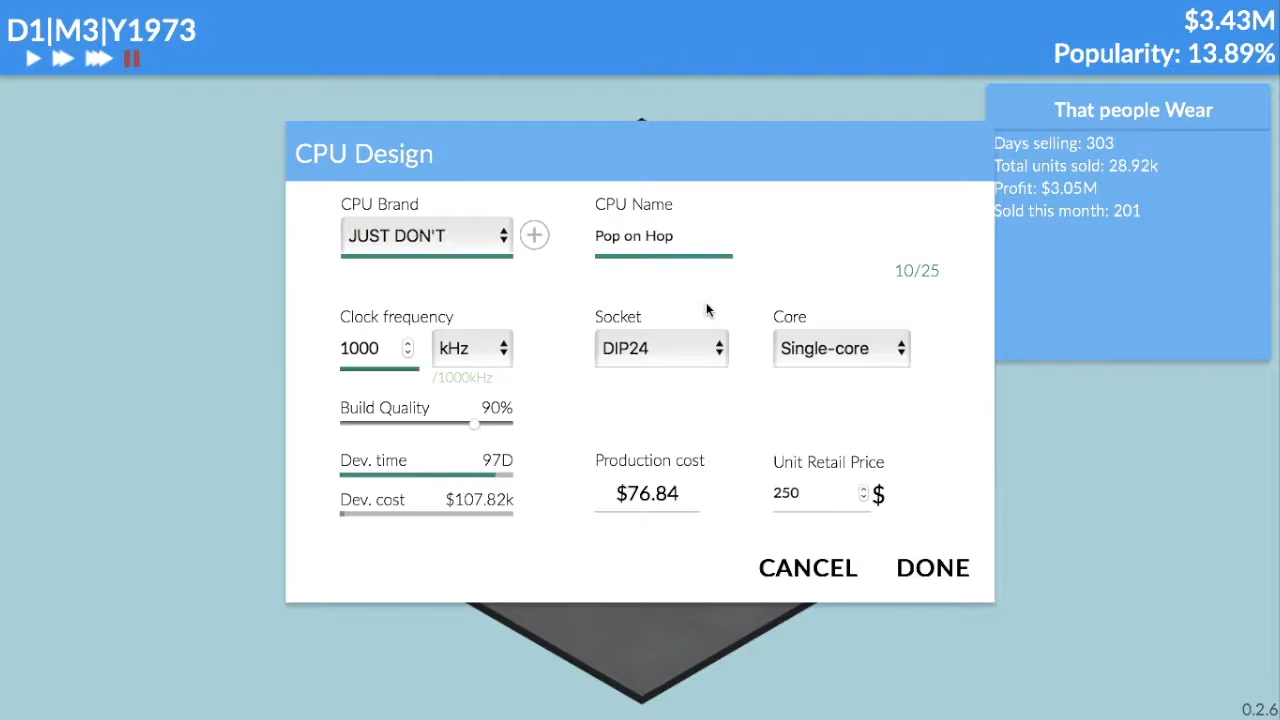 D1|M3|Y1973
$3.43M
Popularity: 13.89%
That people Wear
Days selling: 303
Total units sold: 28.92k
Profit: $3.05M
Sold this month: 201
CPU Design
CPU Brand
JUST DON'T
CPU Name
Pop on Hop
10/25
Clock frequency
1000
kHz
/1000kHz
Socket
DIP24
Core
Single-core
Build Quality 90%
Dev. time 97D
Dev. cost $107.82k
Production cost
$76.84
Unit Retail Price
250 $
CANCEL DONE
0.2.6